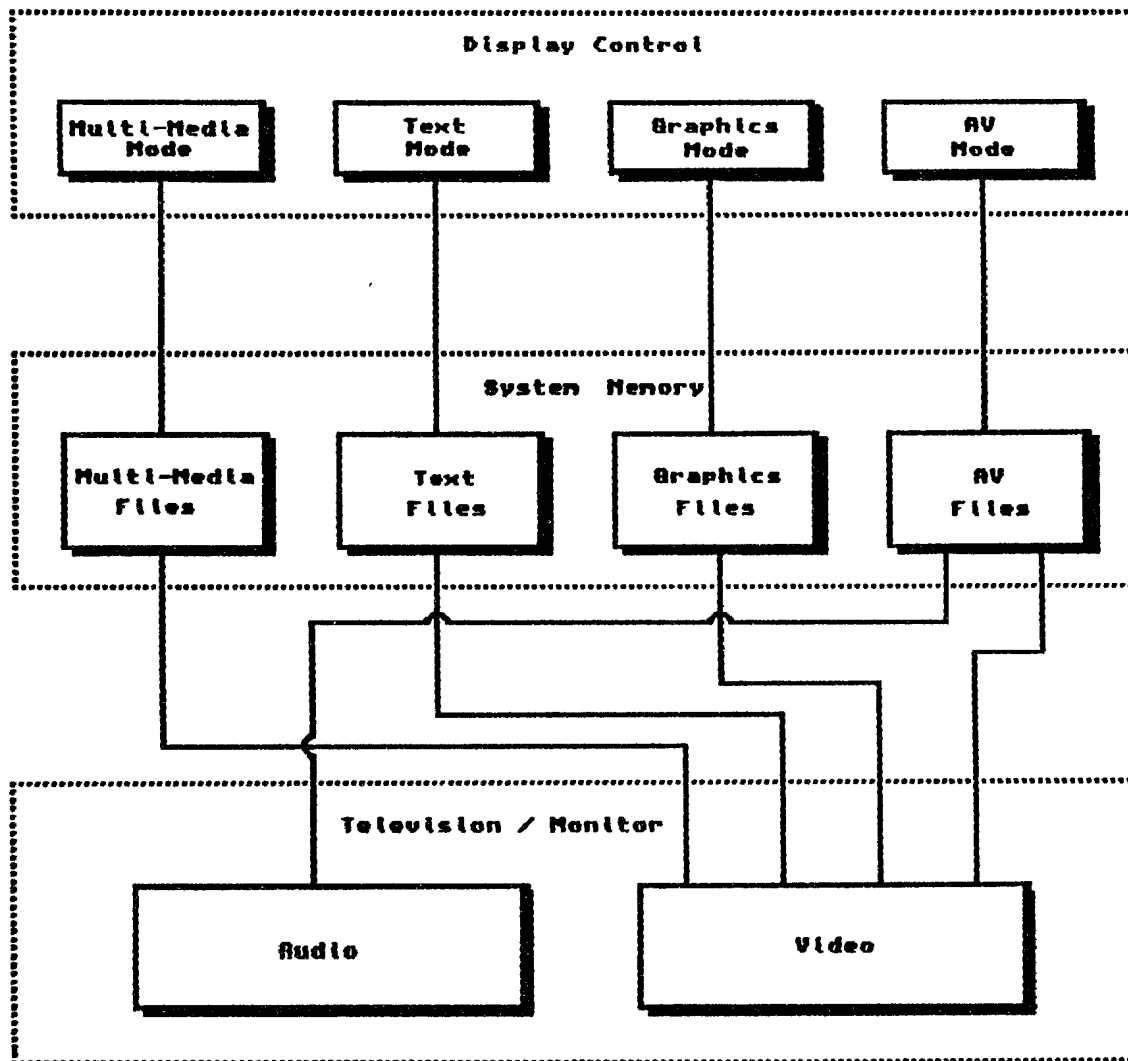 Display Control
Multi-Media
Mode
Text
Mode
Graphics
Mode
AV
Mode
System Memory
Multi-Media
Files
Text
Files
Graphics
Files
AV
Files
Television / Monitor
Audio
Video